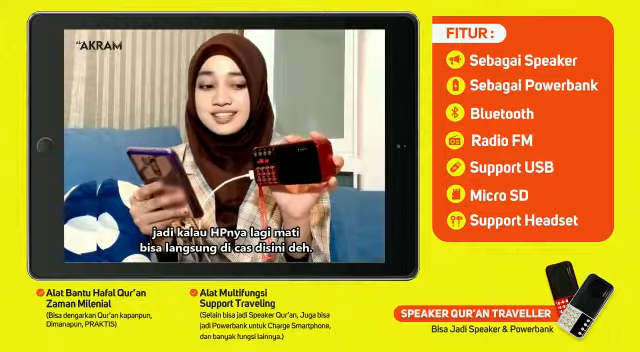 AKRAM
jadi kalau HPnya lagi mati
bisa langsung di cas disini deh.
FITUR :
Sebagai Speaker
Sebagai Powerbank
Bluetooth
Radio FM
Support USB
Micro SD
Support Headset
Alat Bantu Hafal Qur'an
Zaman Milenial
(Bisa dengarkan Qur'an kapanpun,
Dimanapun, PRAKTIS)
Alat Multifungsi
Support Traveling
(Selain bisa jadi Speaker Qur'an, Juga bisa
jadi Powerbank untuk Charge Smartphone,
dan banyak fungsi lainnya.)
SPEAKER QUR'AN TRAVELLER
Bisa Jadi Speaker & Powerbank